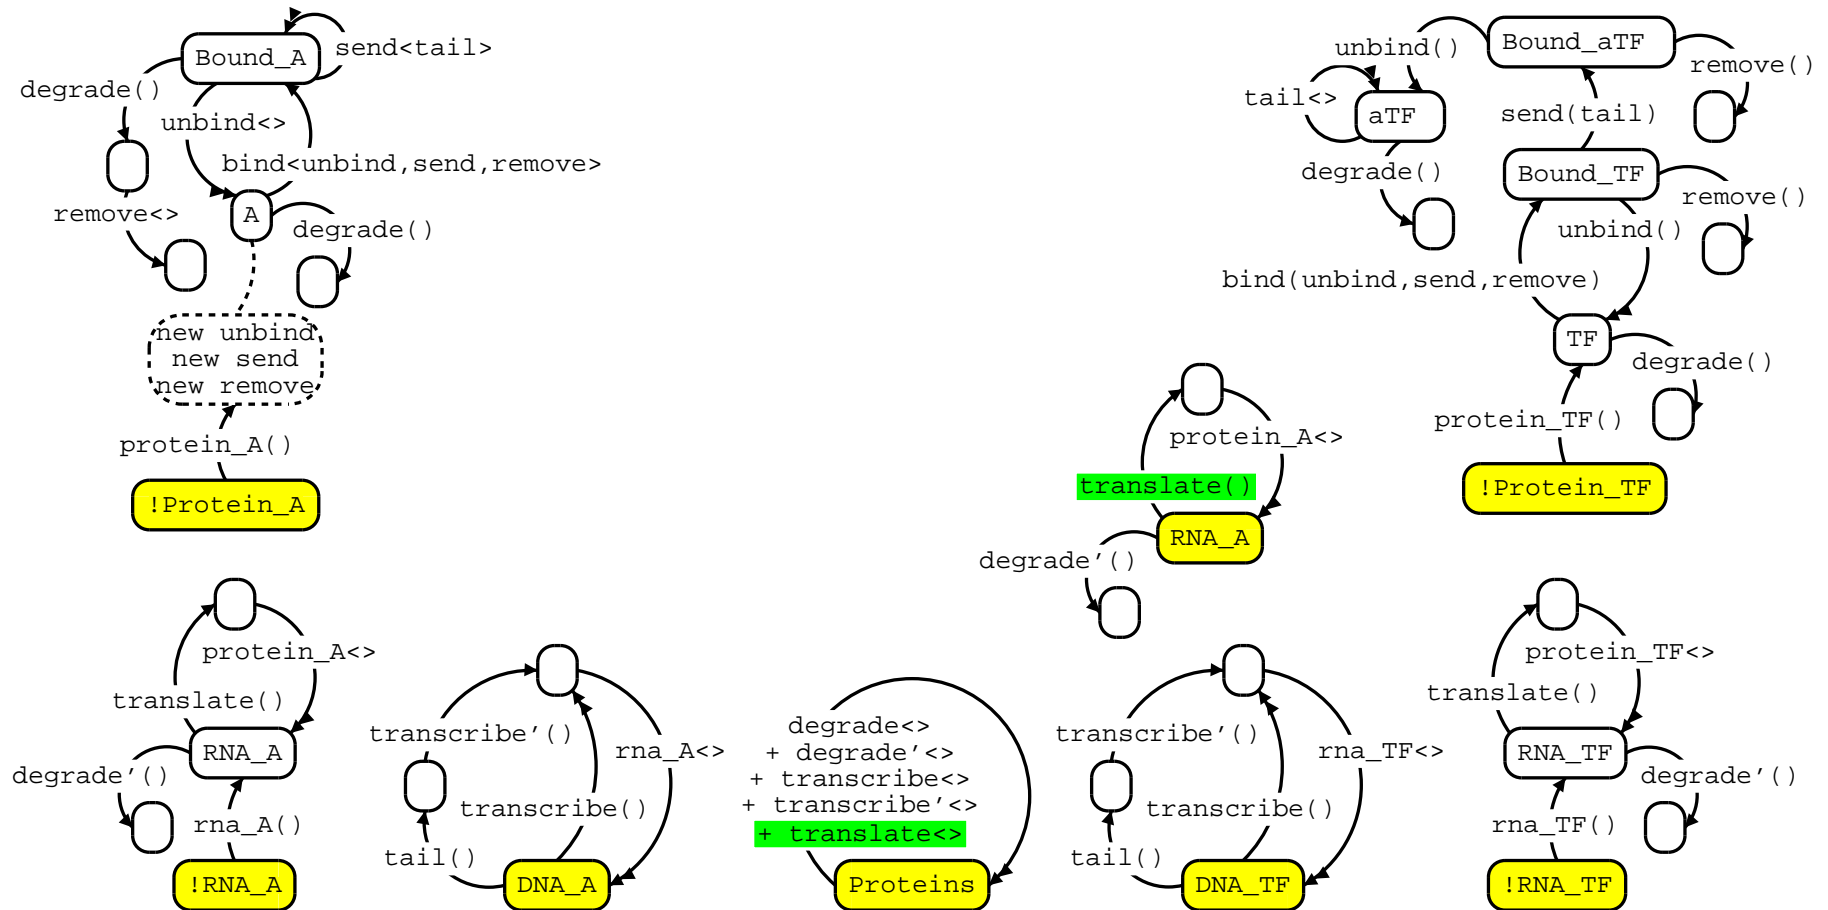 Bound_A
send<tail>
degrade()
unbind<>
bind<unbind,send,remove>
remove<>
A
degrade()
new unbind
new send
new remove
protein_A()
!Protein_A
unbind()
Bound_aTF
remove()
tail<>
aTF
send(tail)
degrade()
Bound_TF
remove()
unbind()
bind(unbind,send,remove)
TF
degrade()
protein_TF()
!Protein_TF
protein_A<>
translate()
RNA_A
degrade'()
protein_A<>
translate()
RNA_A
degrade'()
rna_A()
!RNA_A
transcribe'()
rna_A<>
transcribe()
tail()
DNA_A
degrade<>
+ degrade'<>
+ transcribe<>
+ transcribe'<>
+ translate<>
Proteins
transcribe'()
rna_TF<>
transcribe()
tail()
DNA_TF
protein_TF<>
translate()
RNA_TF
degrade'()
rna_TF()
!RNA_TF